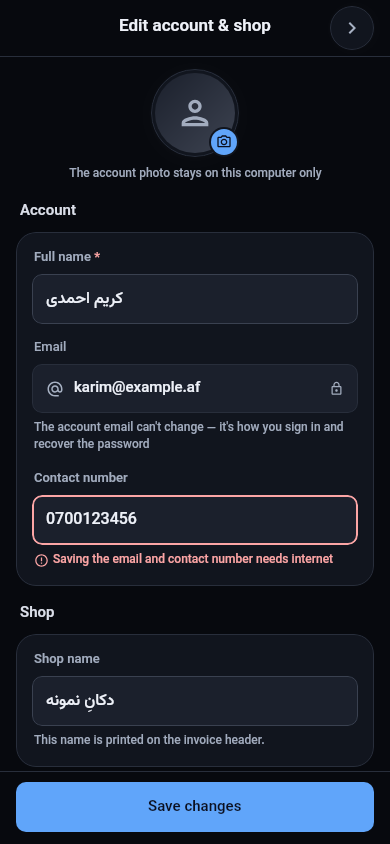 Edit account & shop
The account photo stays on this computer only
Account
Full name *
کریم احمدی
Email
karim@example.af
The account email can't change — it's how you sign in and
recover the password
Contact number
0700123456
Saving the email and contact number needs internet
Shop
Shop name
دکانِ نمونه
This name is printed on the invoice header.
Save changes